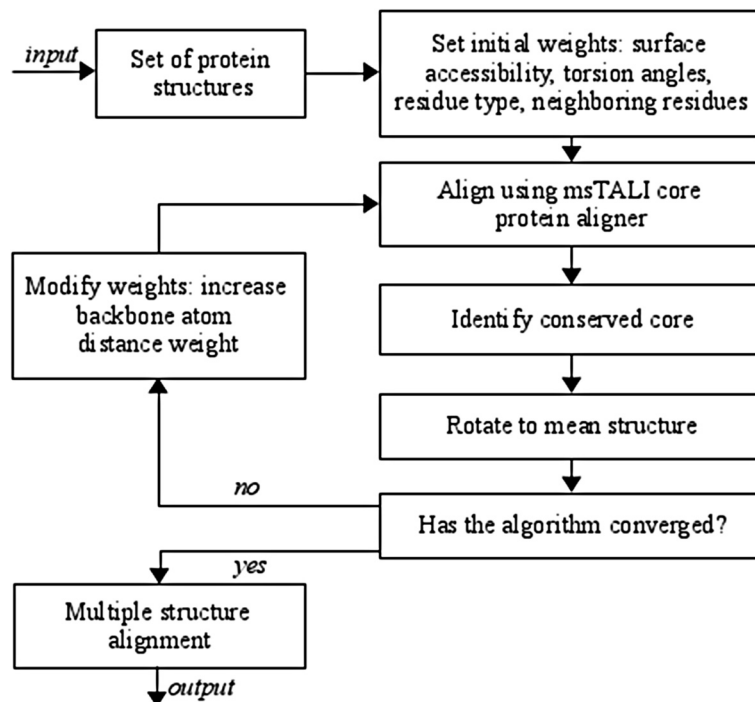 input
Set of protein
structures
Set initial weights: surface
accessibility, torsion angles,
residue type, neighboring residues
Align using msTALI core
protein aligner
Modify weights: increase
backbone atom
distance weight
Identify conserved core
Rotate to mean structure
no
Has the algorithm converged?
yes
Multiple structure
alignment
output